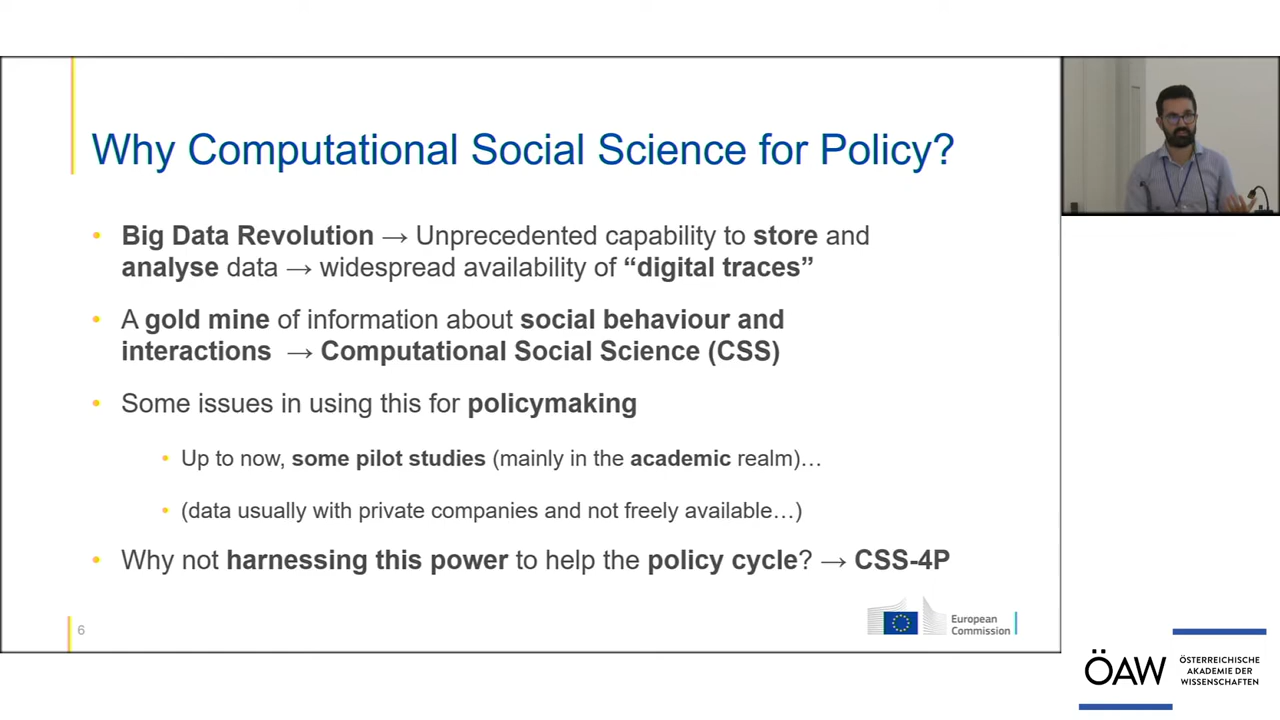 Why Computational Social Science for Policy?
• Big Data Revolution → Unprecedented capability to store and
analyse data → widespread availability of “digital traces”
• A gold mine of information about social behaviour and
interactions → Computational Social Science (CSS)
• Some issues in using this for policymaking
• Up to now, some pilot studies (mainly in the academic realm)…
• (data usually with private companies and not freely available…)
• Why not harnessing this power to help the policy cycle? → CSS-4P
6
European
Commission
ÖAW
ÖSTERREICHISCHE
AKADEMIE DER
WISSENSCHAFTEN